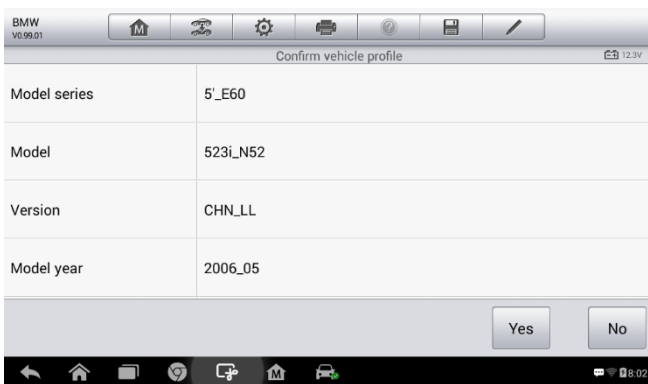 BMW
V0.99.01
M
?
Confirm vehicle profile
12.3V
Model series 5'_E60
Model 523i_N52
Version CHN_LL
Model year 2006_05
Yes No
M
8:02